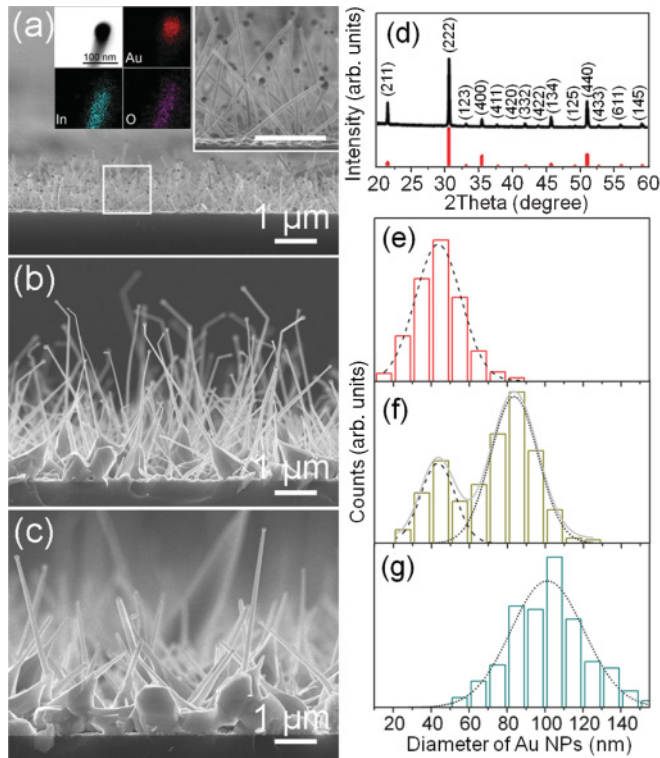 (a)
100 nm
Au
In
O
1 µm
(b)
1 µm
(c)
1 µm
(d)
Intensity (arb. units)
(211)
(222)
(123)
(400)
(411)
(420)
(332)
(422)
(134)
(125)
(440)
(433)
(611)
(145)
20 25 30 35 40 45 50 55 60
2Theta (degree)
(e)
(f)
(g)
Counts (arb. units)
20 40 60 80 100 120 140
Diameter of Au NPs (nm)